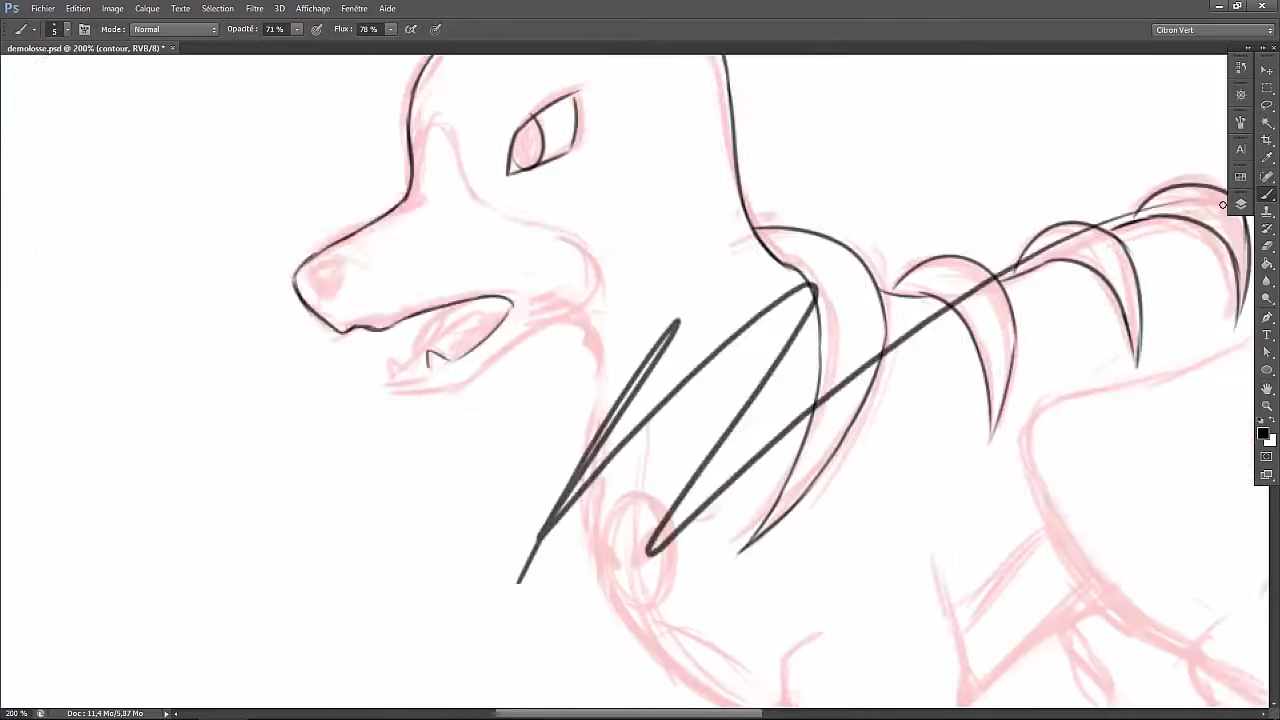 Ps Fichier Edition Image Calque Texte Sélection Filtre 3D Affichage Fenêtre Aide
5 Mode : Normal Opacité : 71 % Flux : 78 % Citron Vert
demolosse.psd @ 200% (contour, RVB/8) * ×
A
T
200 % Doc : 11,4 Mo/5,87 Mo